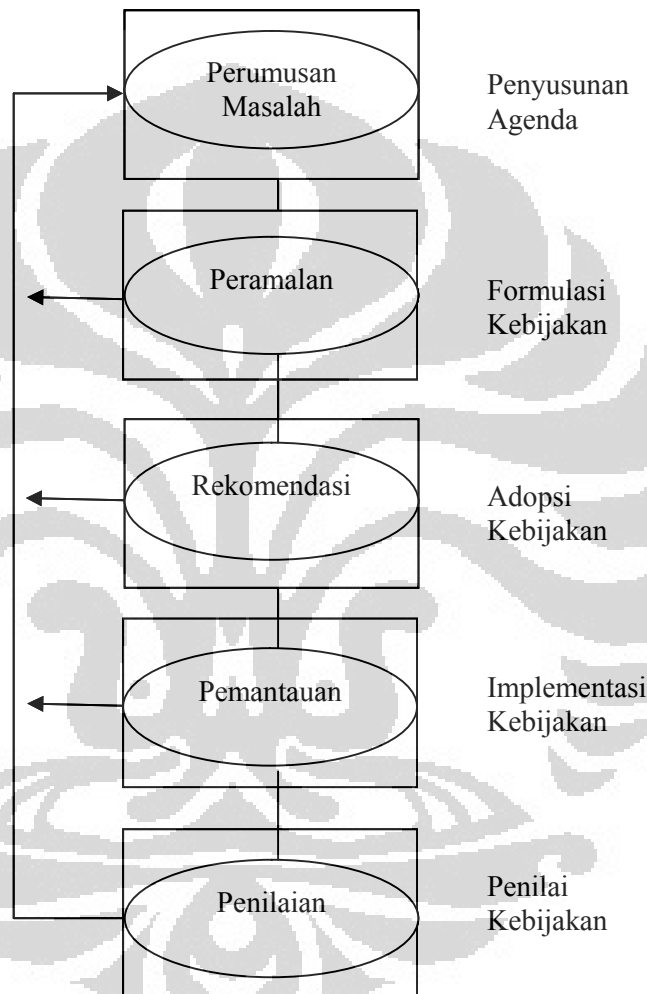 Perumusan
Masalah
Penyusunan
Agenda
Peramalan
Formulasi
Kebijakan
Rekomendasi
Adopsi
Kebijakan
Pemantauan
Implementasi
Kebijakan
Penilaian
Penilai
Kebijakan